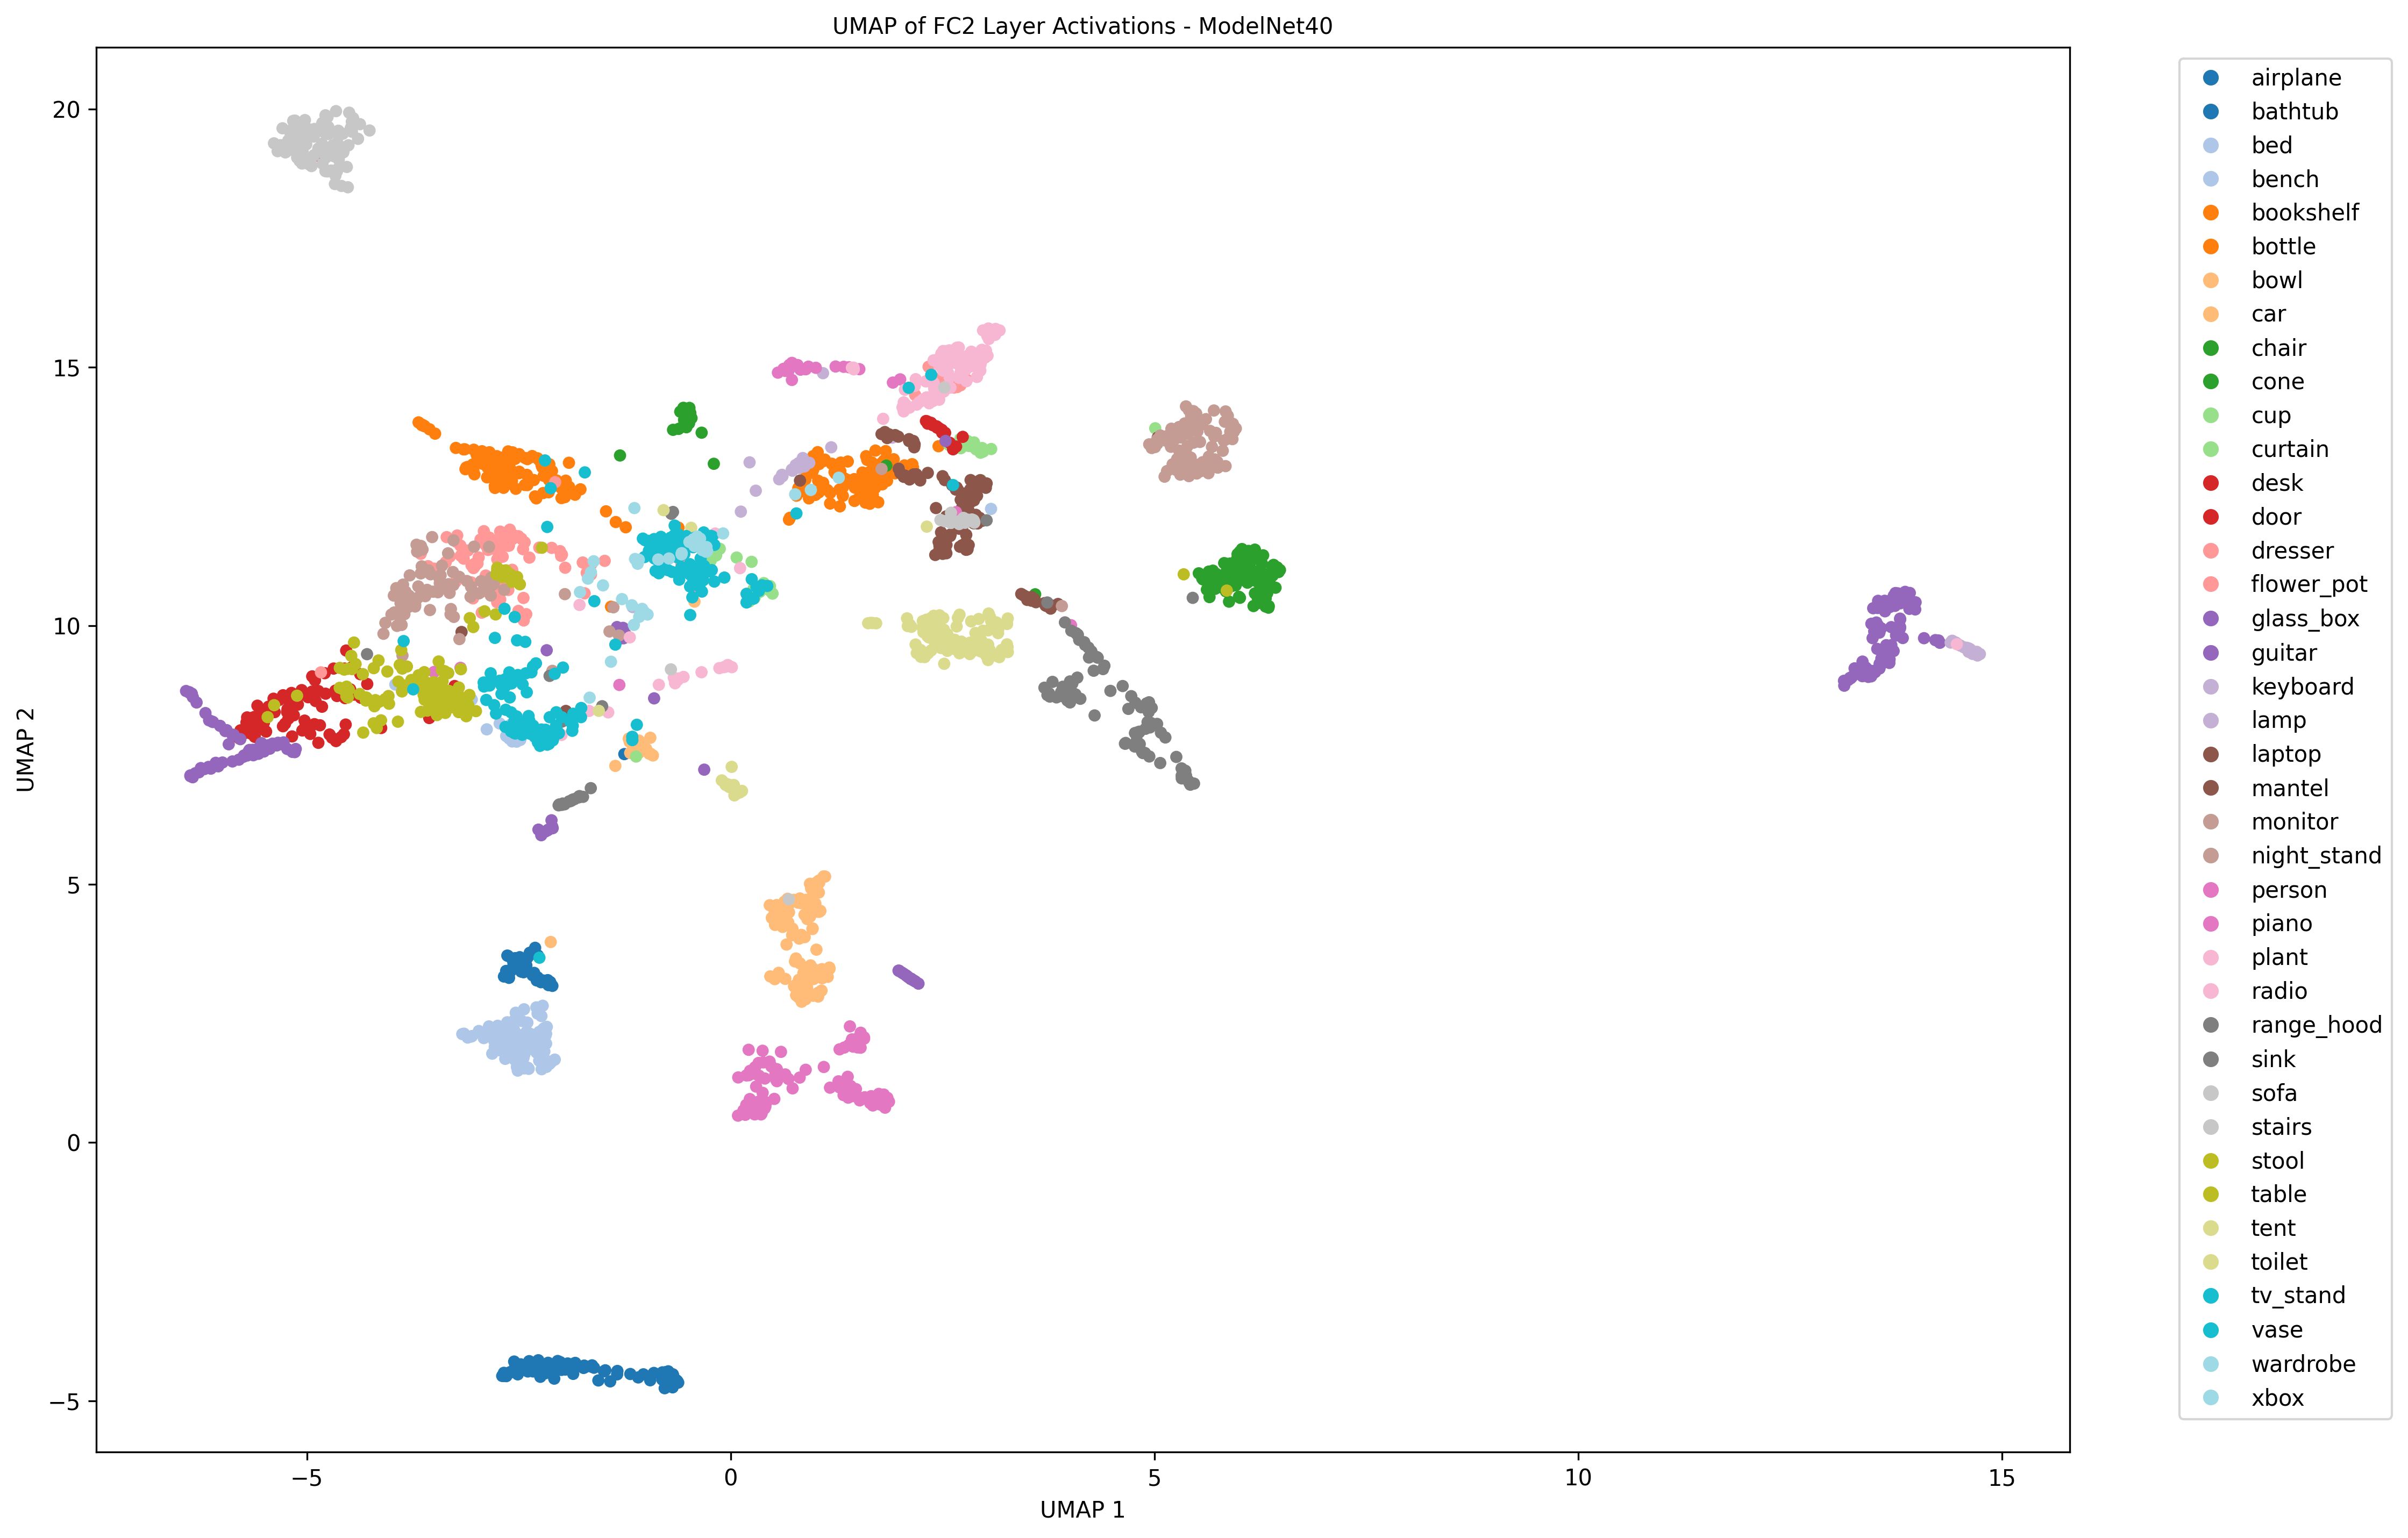 UMAP of FC2 Layer Activations - ModelNet40
20
15
10
5
0
−5
UMAP 2
−5
0
5
10
15
UMAP 1
airplane
bathtub
bed
bench
bookshelf
bottle
bowl
car
chair
cone
cup
curtain
desk
door
dresser
flower_pot
glass_box
guitar
keyboard
lamp
laptop
mantel
monitor
night_stand
person
piano
plant
radio
range_hood
sink
sofa
stairs
stool
table
tent
toilet
tv_stand
vase
wardrobe
xbox